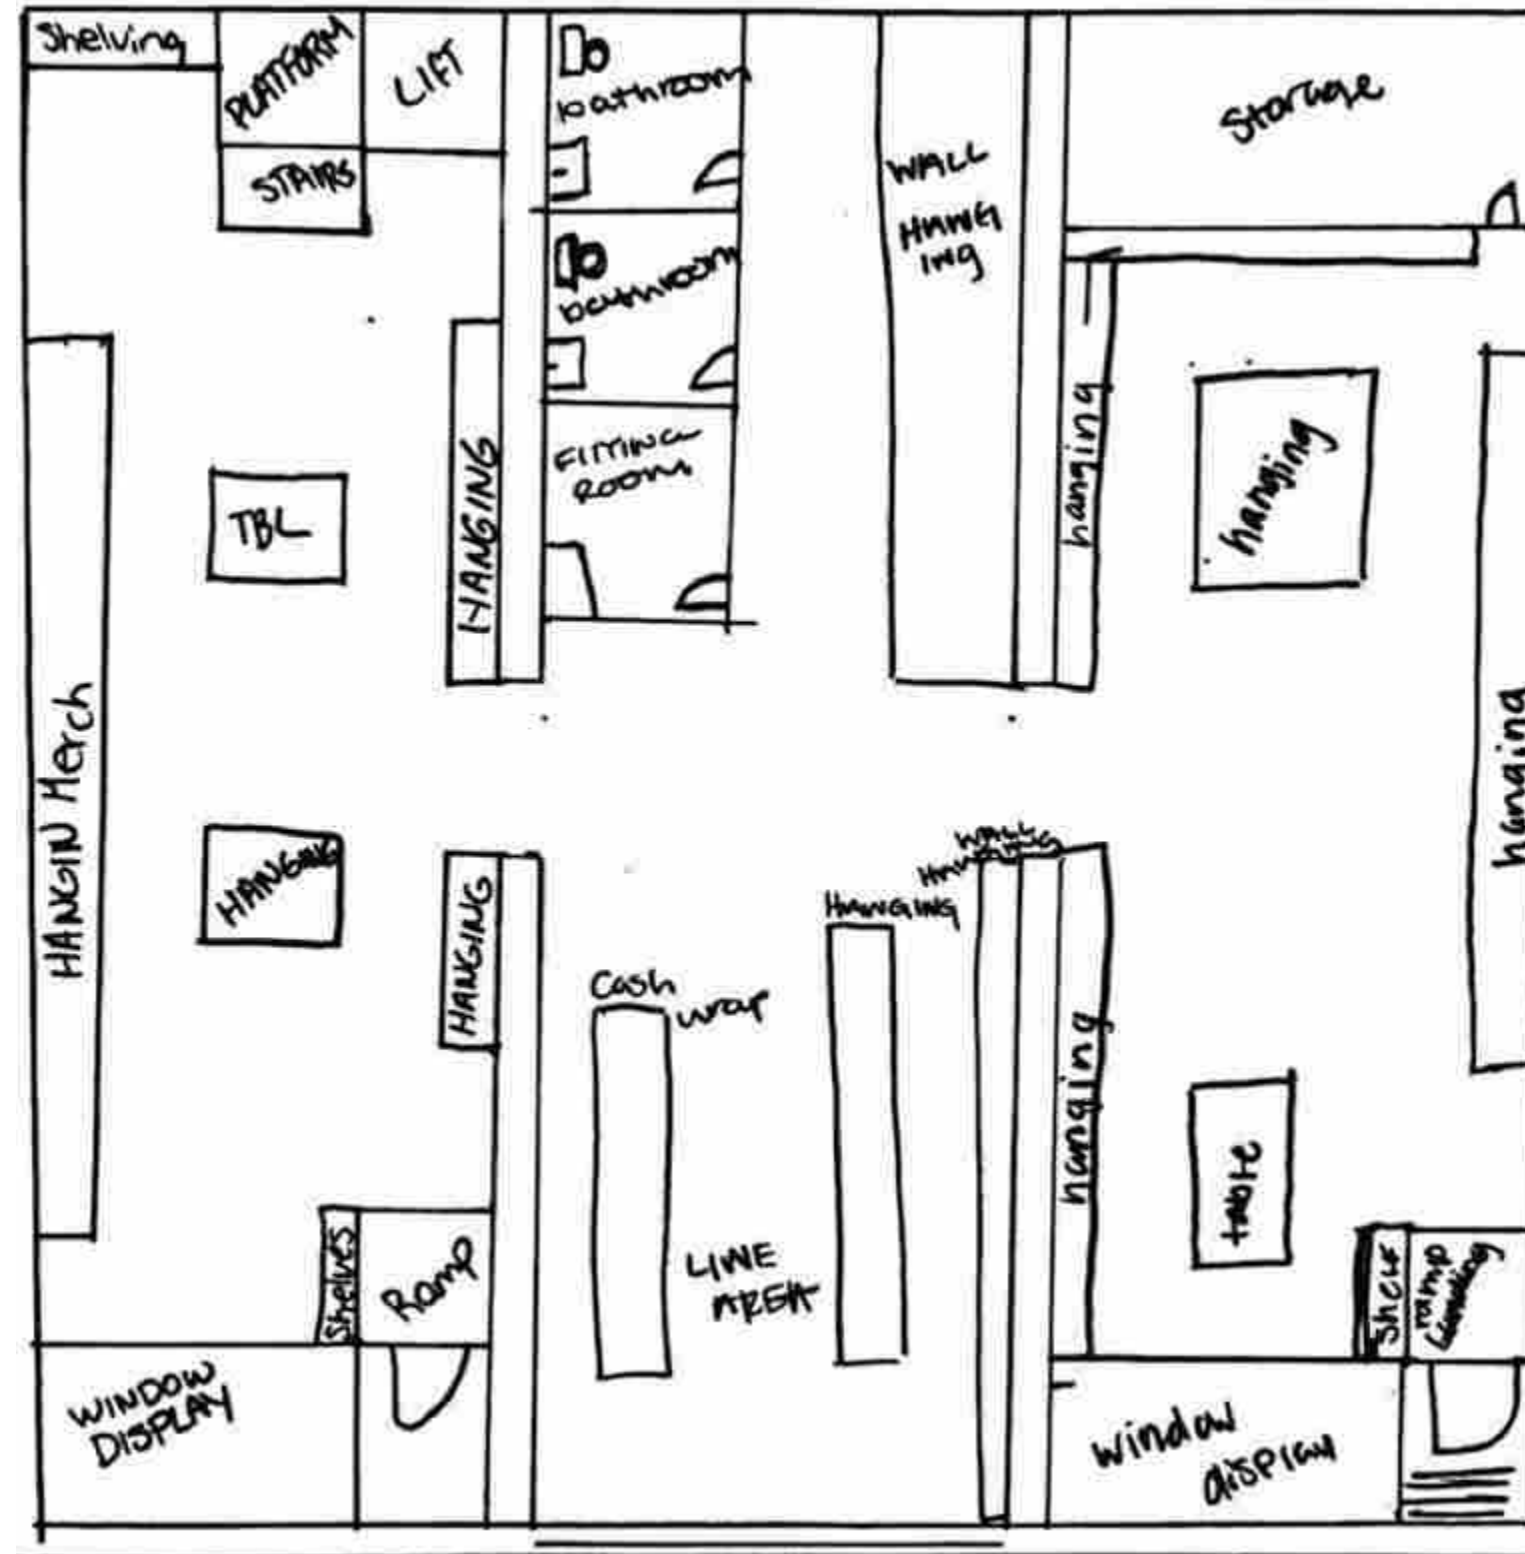 Shelving
PLATFORM
LIFT
STAIRS
bathroom
bathroom
FITTING
ROOM
WALL
HANG
ING
Storage
HANGING
TBL
HANGIN Merch
HANGING
HANGING
hanging
hanging
hanging
WALL
HANGING
HANGING
Cash
wrap
LINE
AREA
hanging
table
Shelves
Ramp
SHELF
ramp
WINDOW
DISPLAY
window
display